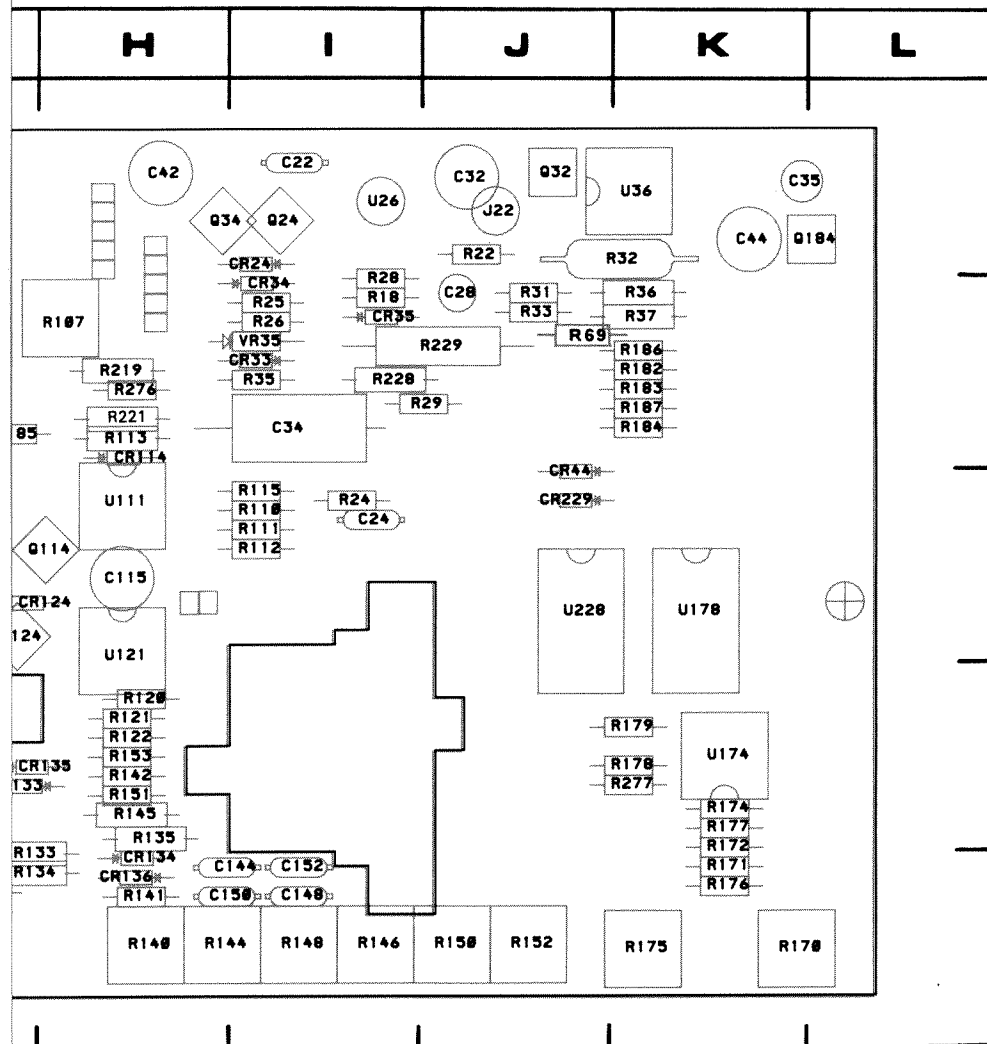 H I J K L
C42 C22 C32 Q32 U36 C35
U26 J22
Q34 Q24 C44 Q184
R22 R32
CR24
CR34 R28
R25 R18 C28 R31 R36
R107 R26 CR35 R33 R37
VR35 R229 R69
CR33 R186
R219 R35 R228 R182
R276 R29 R183
R221 R187
85 R113 C34 R184
CR114
CR44
U111 R115 R24 CR229
R110 C24
R111
Q114 R112
C115
CR124 U228 U178
124
U121
R120
R121 R179
R122
R153 U174
CR135 R142 R178
133 R151 R277
R145 R174
R135 R177
R133 CR134 R172
R134 C144 C152 R171
CR136 R176
R141 C150 C148
R140 R144 R148 R146 R150 R152 R175 R170